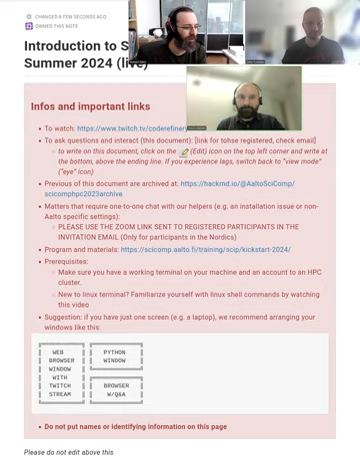 CHANGED A FEW SECONDS AGO
OWNED THIS NOTE
Introduction to S
Summer 2024 (live)
Infos and important links
To watch: https://www.twitch.tv/coderefinery
To ask questions and interact (this document): [link for tohse registered, check email]
to write on this document, click on the (Edit) icon on the top left corner and write at
the bottom, above the ending line. If you experience lags, switch back to "view mode"
("eye" icon)
Previous of this document are archived at: https://hackmd.io/@AaltoSciComp/
scicomphpc2023archive
Matters that require one-to-one chat with our helpers (e.g. an installation issue or non-
Aalto specific settings):
PLEASE USE THE ZOOM LINK SENT TO REGISTERED PARTICIPANTS IN THE
INVITATION EMAIL (Only for participants in the Nordics)
Program and materials: https://scicomp.aalto.fi/training/scip/kickstart-2024/
Prerequisites:
Make sure you have a working terminal on your machine and an account to an HPC
cluster.
New to linux terminal? Familiarize yourself with linux shell commands by watching
this video
Suggestion: if you have just one screen (e.g. a laptop), we recommend arranging your
windows like this:
WEB PYTHON
BROWSER WINDOW
WINDOW
WITH
TWITCH BROWSER
STREAM W/Q&A
Do not put names or identifying information on this page
Please do not edit above this